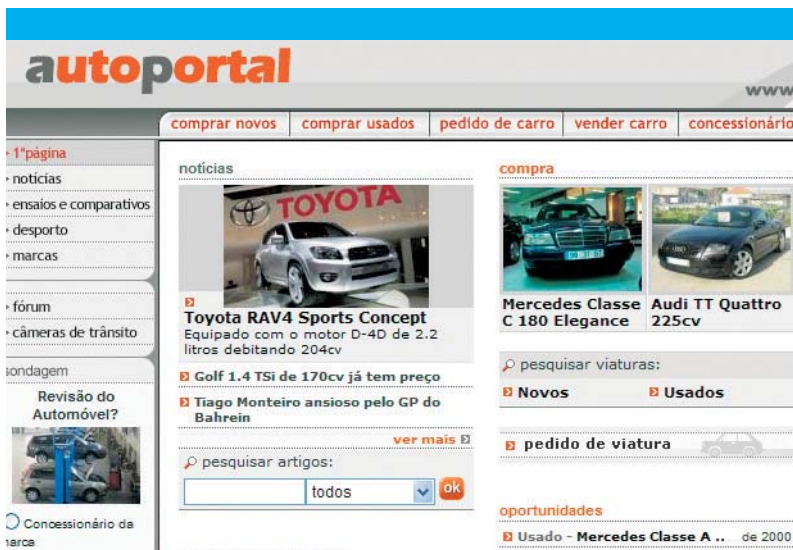 autoportal
www.
comprar novos
comprar usados
pedido de carro
vender carro
concessionário
1ªpágina
notícias
ensaios e comparativos
desporto
marcas
fórum
câmeras de trânsito
sondagem
Revisão do
Automóvel?
Concessionário da
marca
notícias
TOYOTA
Toyota RAV4 Sports Concept
Equipado com o motor D-4D de 2.2
litros debitando 204cv
Golf 1.4 TSi de 170cv já tem preço
Tiago Monteiro ansioso pelo GP do
Bahrein
ver mais
pesquisar artigos:
todos
ok
compra
Mercedes Classe
C 180 Elegance
Audi TT Quattro
225cv
pesquisar viaturas:
Novos
Usados
pedido de viatura
oportunidades
Usado - Mercedes Classe A .. de 2000